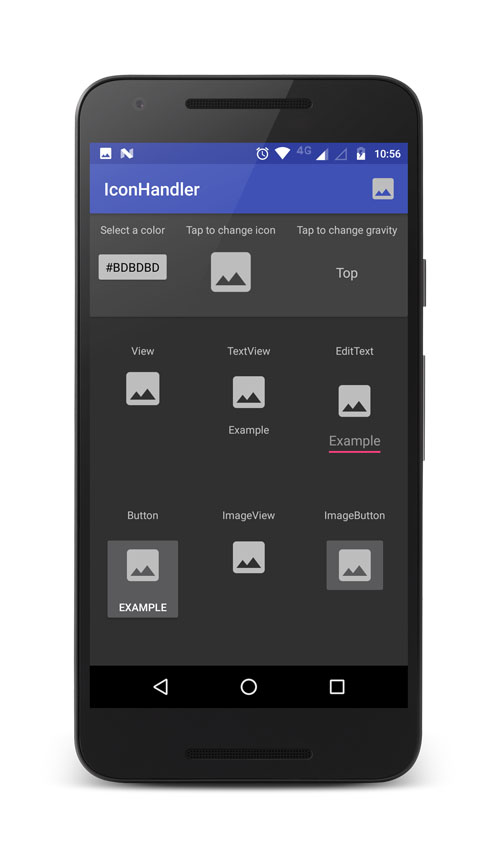 4G 10:56
IconHandler
Select a color Tap to change icon Tap to change gravity
#BDBDBD Top
View TextView EditText
Example
Example
Button ImageView ImageButton
EXAMPLE